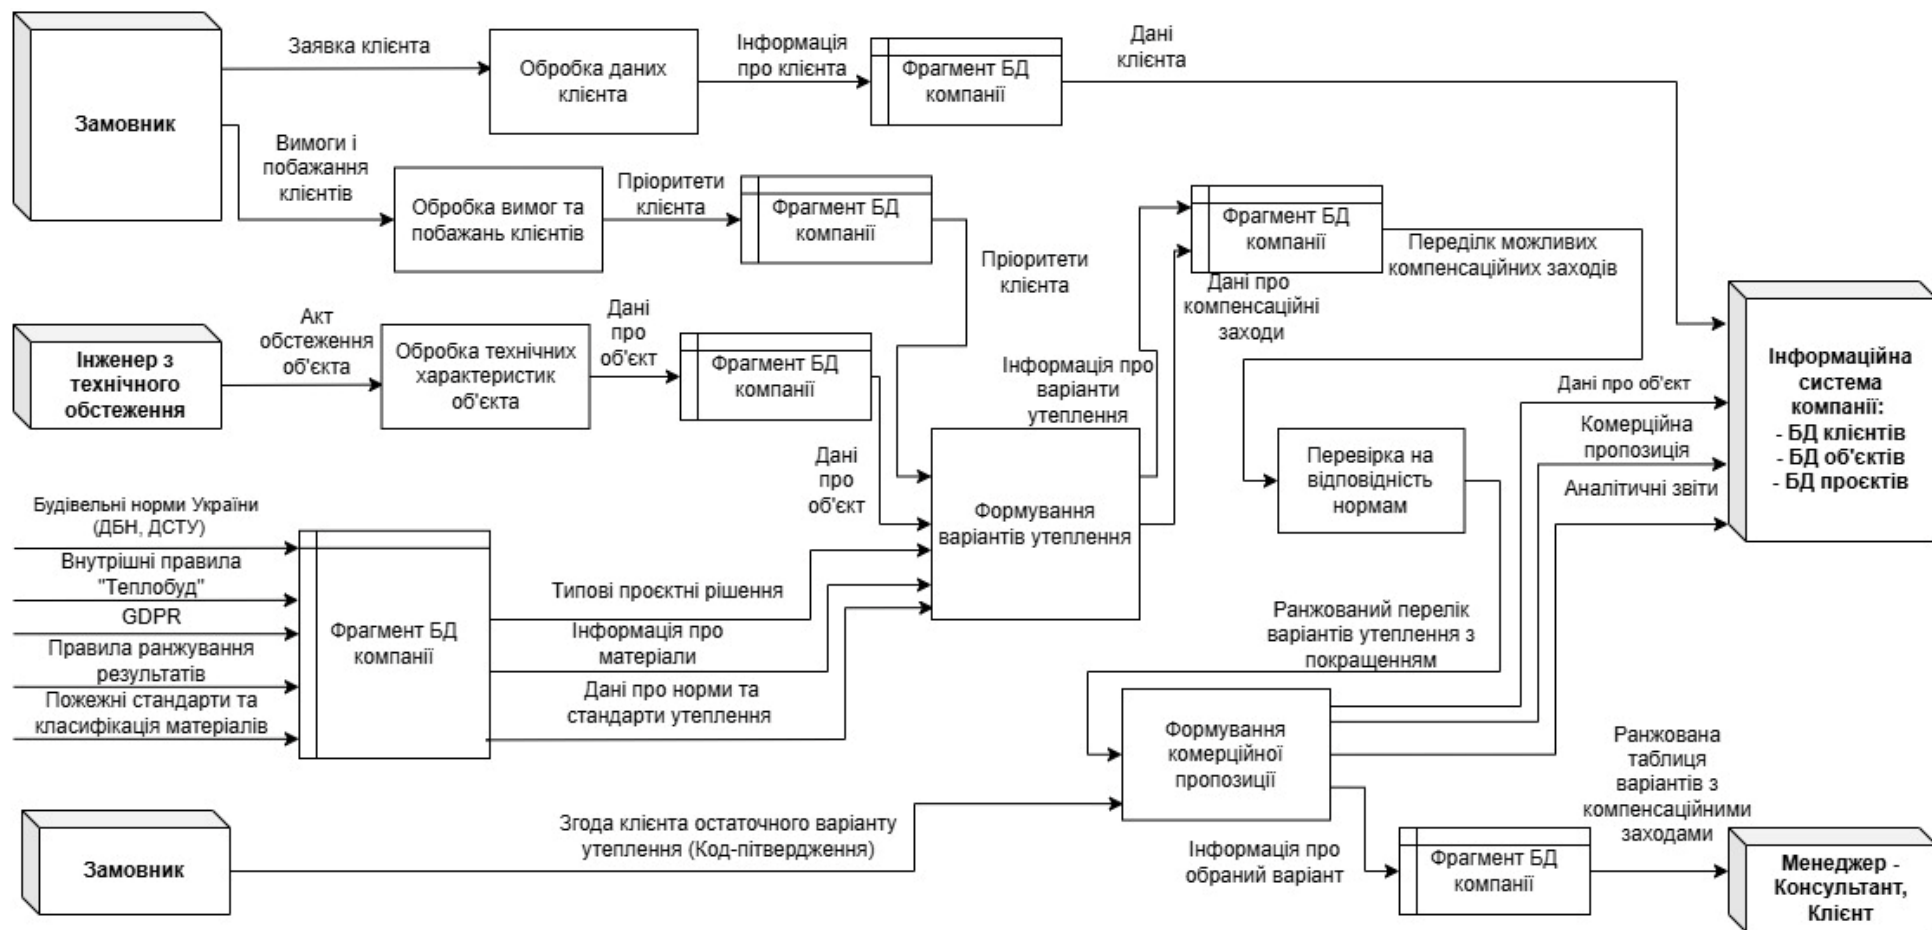 Замовник
Заявка клієнта
Обробка даних
клієнта
Інформація
про клієнта
Фрагмент БД
компанії
Дані
клієнта
Вимоги і
побажання
клієнтів
Обробка вимог та
побажань клієнтів
Пріоритети
клієнта
Фрагмент БД
компанії
Пріоритети
клієнта
Фрагмент БД
компанії
Переділк можливих
компенсаційних заходів
Дані про
компенсаційні
заходи
Інженер з
технічного
обстеження
Акт
обстеження
об'єкта
Обробка технічних
характеристик
об'єкта
Дані
про
об'єкт
Фрагмент БД
компанії
Дані
про
об'єкт
Інформація про
варіанти
утеплення
Формування
варіантів утеплення
Перевірка на
відповідність
нормам
Дані про об'єкт
Комерційна
пропозиція
Аналітичні звіти
Інформаційна
система
компанії:
- БД клієнтів
- БД об'єктів
- БД проєктів
Будівельні норми України
(ДБН, ДСТУ)
Внутрішні правила
"Теплобуд"
GDPR
Правила ранжування
результатів
Пожежні стандарти та
класифікація матеріалів
Фрагмент БД
компанії
Типові проєктні рішення
Інформація про
матеріали
Дані про норми та
стандарти утеплення
Ранжований перелік
варіантів утеплення з
покращенням
Формування
комерційної
пропозиції
Замовник
Згода клієнта остаточного варіанту
утеплення (Код-пітвердження)
Інформація про
обраний варіант
Фрагмент БД
компанії
Ранжована
таблиця
варіантів з
компенсаційними
заходами
Менеджер -
Консультант,
Клієнт